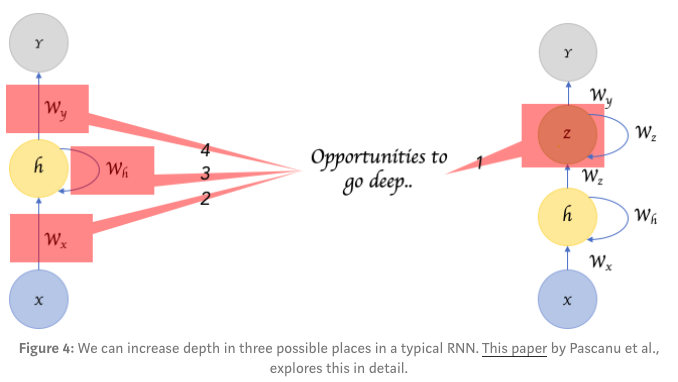 Y
Y
W_y
W_y
4
Opportunities to
go deep..
1
z
W_z
h
W_h
3
W_z
2
h
W_h
W_x
W_x
x
x
Figure 4: We can increase depth in three possible places in a typical RNN. This paper by Pascanu et al.,
explores this in detail.